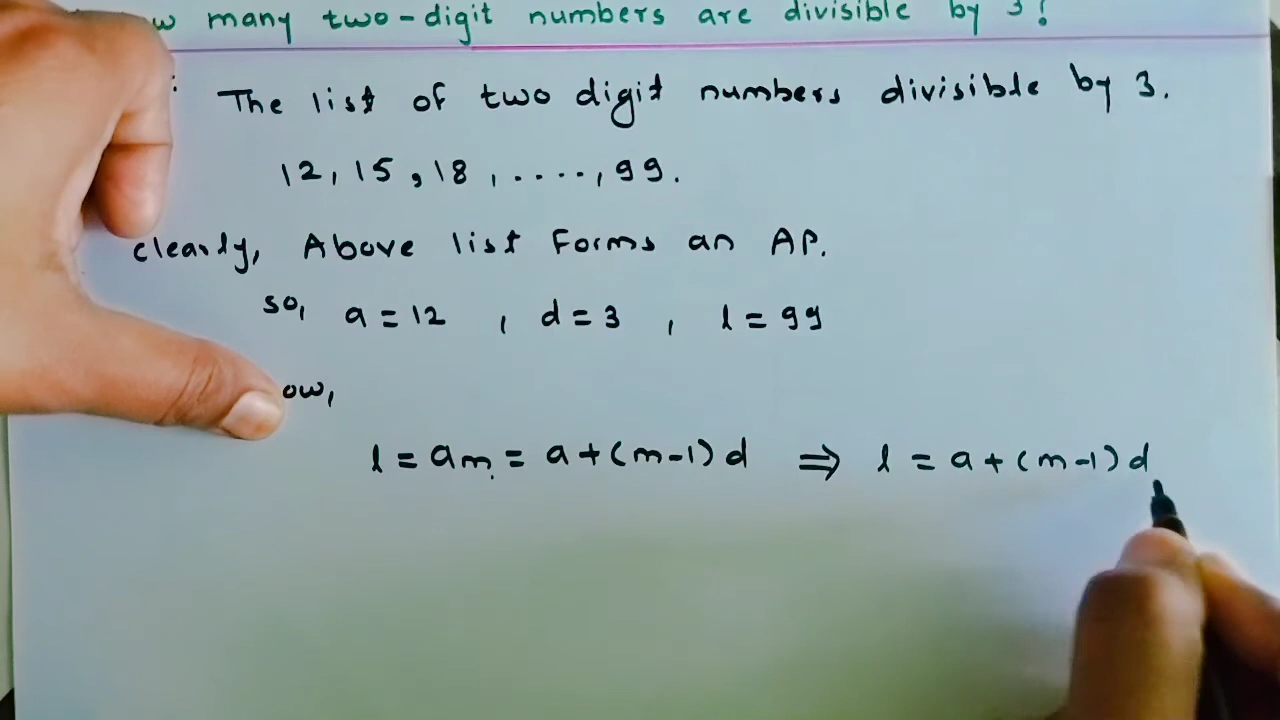 many two-digit numbers are divisible by 3?
The list of two digit numbers divisible by 3.
12, 15, 18, ...., 99.
clearly, Above list Forms an AP.
so, a = 12 , d = 3 , l = 99
ow,
l = am = a+(m-1)d ⇒ l = a+(m-1)d